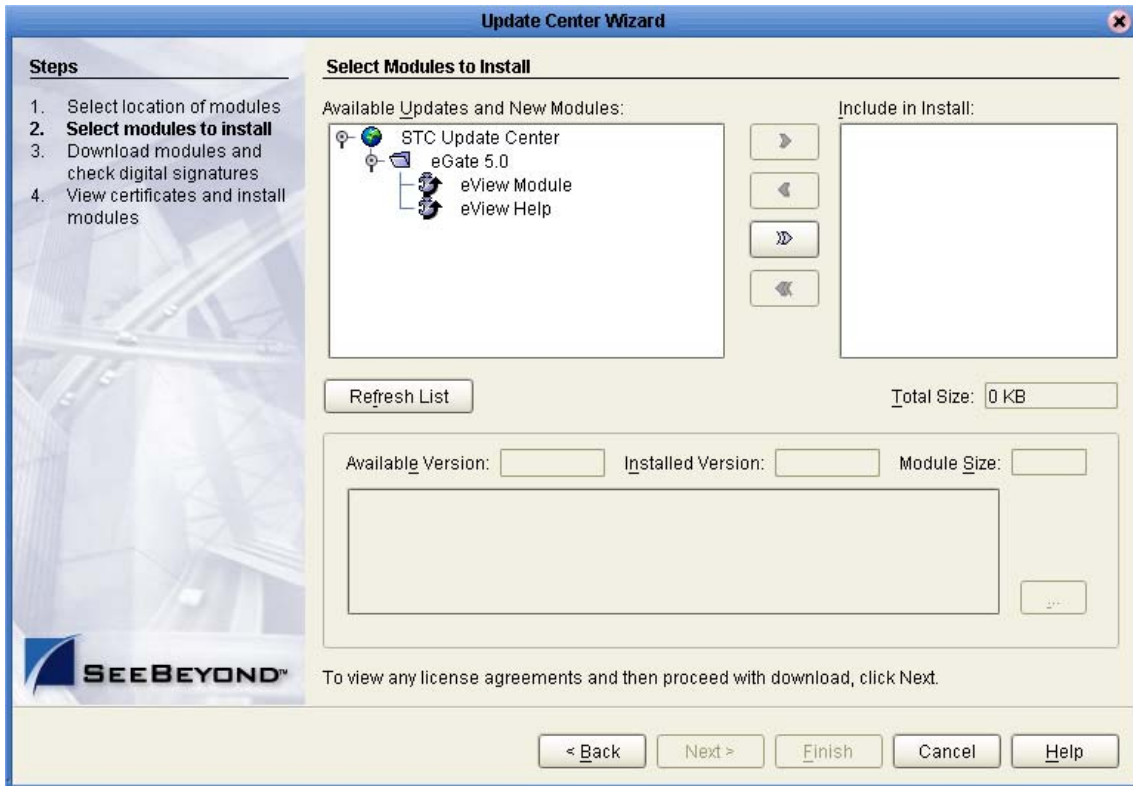 Update Center Wizard
Steps
1. Select location of modules
2. Select modules to install
3. Download modules and
check digital signatures
4. View certificates and install
modules
SEEBEYOND™
Select Modules to Install
Available Updates and New Modules:
STC Update Center
eGate 5.0
eView Module
eView Help
Include in Install:
Refresh List
Total Size: 0 KB
Available Version:
Installed Version:
Module Size:
...
To view any license agreements and then proceed with download, click Next.
< Back
Next >
Finish
Cancel
Help